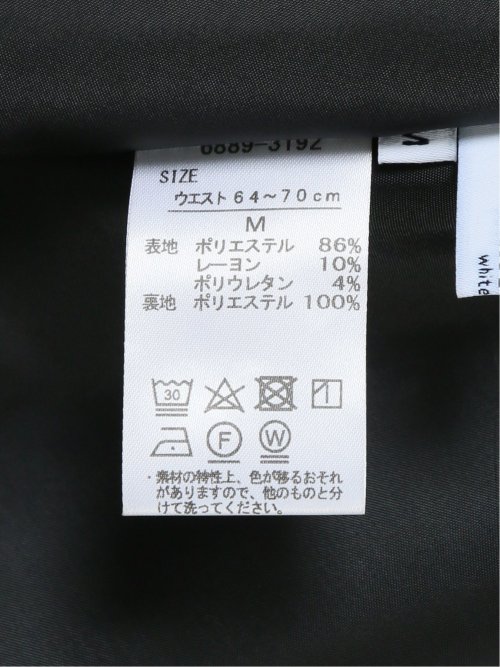 6889-3192
SIZE
ウエスト64～70cm
M
表地 ポリエステル 86%
レーヨン 10%
ポリウレタン 4%
裏地 ポリエステル 100%
30
F
W
・素材の特性上、色が移るおそれ
がありますので、他のものと分
けて洗ってください。
white